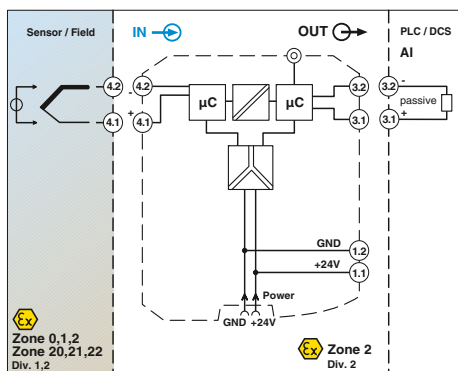 Sensor / Field
IN
OUT
PLC / DCS
AI
4.2
4.2
-
µC
µC
3.2
3.2
-
passive
+
4.1
+
4.1
3.1
3.1
GND
1.2
+24V
1.1
Power
GND +24V
Ex
Zone 0,1,2
Zone 20,21,22
Div. 1,2
Ex
Zone 2
Div. 2